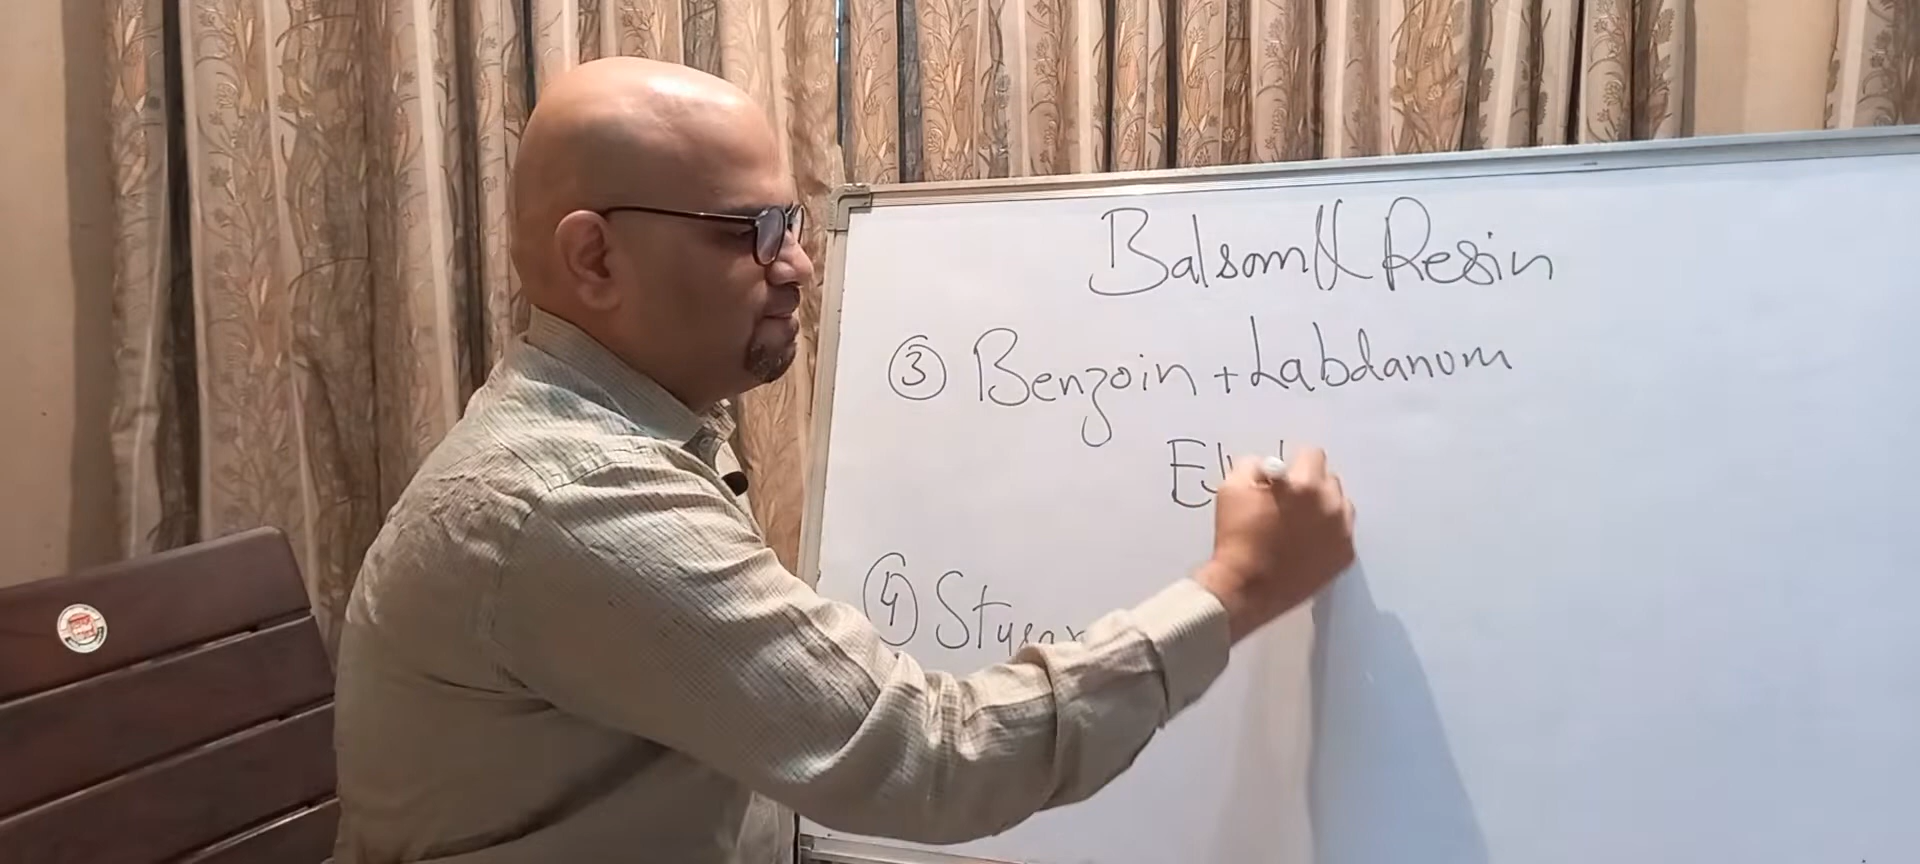 Balsom & Resin
③ Benzoin + Labdanum
④ Styrax